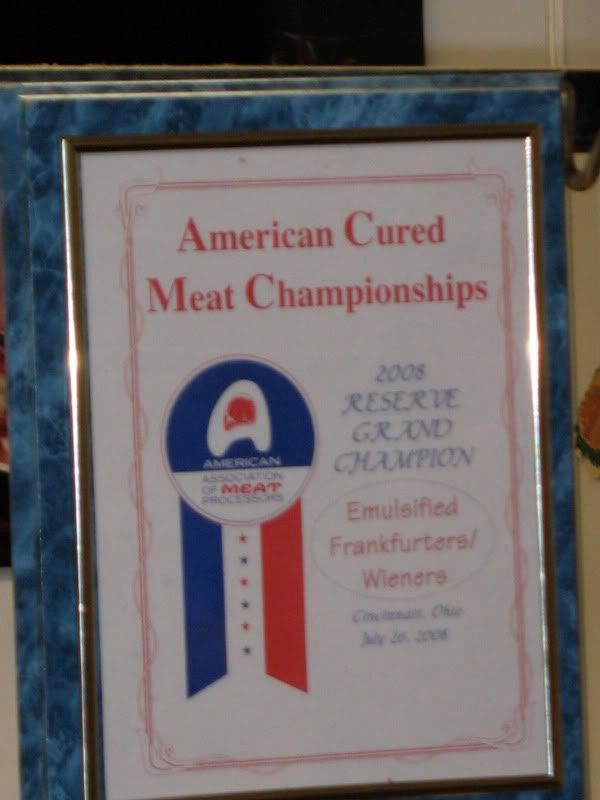 American Cured
Meat Championships
2008
RESERVE
GRAND
CHAMPION
AMERICAN
ASSOCIATION
OF MEAT
PROCESSORS
Emulsified
Frankfurters/
Wieners
Cincinnati, Ohio
July 26, 2008